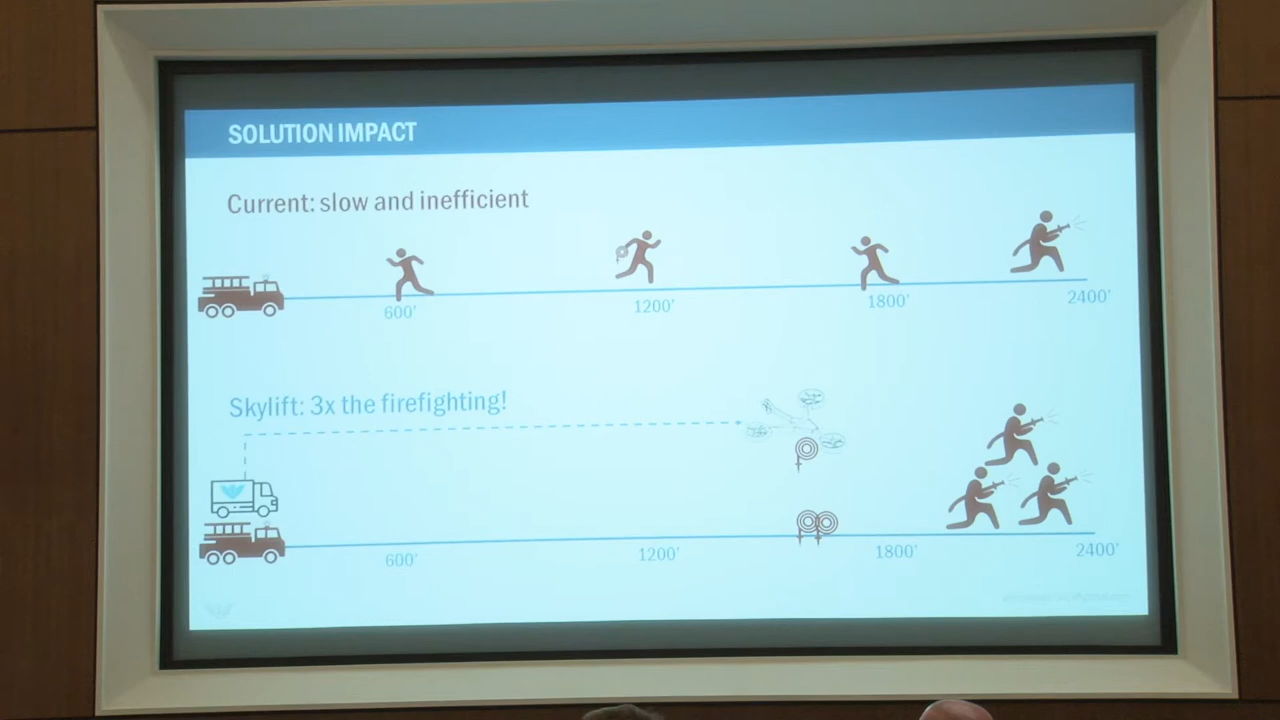 SOLUTION IMPACT
Current: slow and inefficient
600' 1200' 1800' 2400'
Skylift: 3x the firefighting!
600' 1200' 1800' 2400'